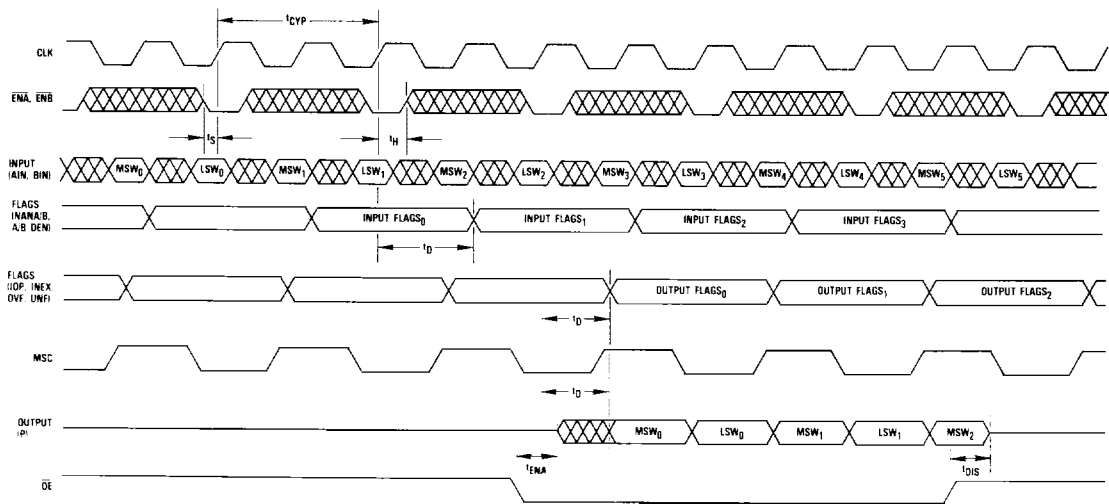 tCYP
CLK
ENA, ENB
tS
tH
INPUT
(AIN, BIN)
MSW0 LSW0 MSW1 LSW1 MSW2 LSW2 MSW3 LSW3 MSW4 LSW4 MSW5 LSW5
FLAGS
(NANA/B,
A/B DEN)
INPUT FLAGS0 INPUT FLAGS1 INPUT FLAGS2 INPUT FLAGS3
tD
FLAGS
(IOP, INEX,
OVF, UNF)
OUTPUT FLAGS0 OUTPUT FLAGS1 OUTPUT FLAGS2
tD
MSC
tD
OUTPUT
(P)
MSW0 LSW0 MSW1 LSW1 MSW2
tENA
tDIS
OE